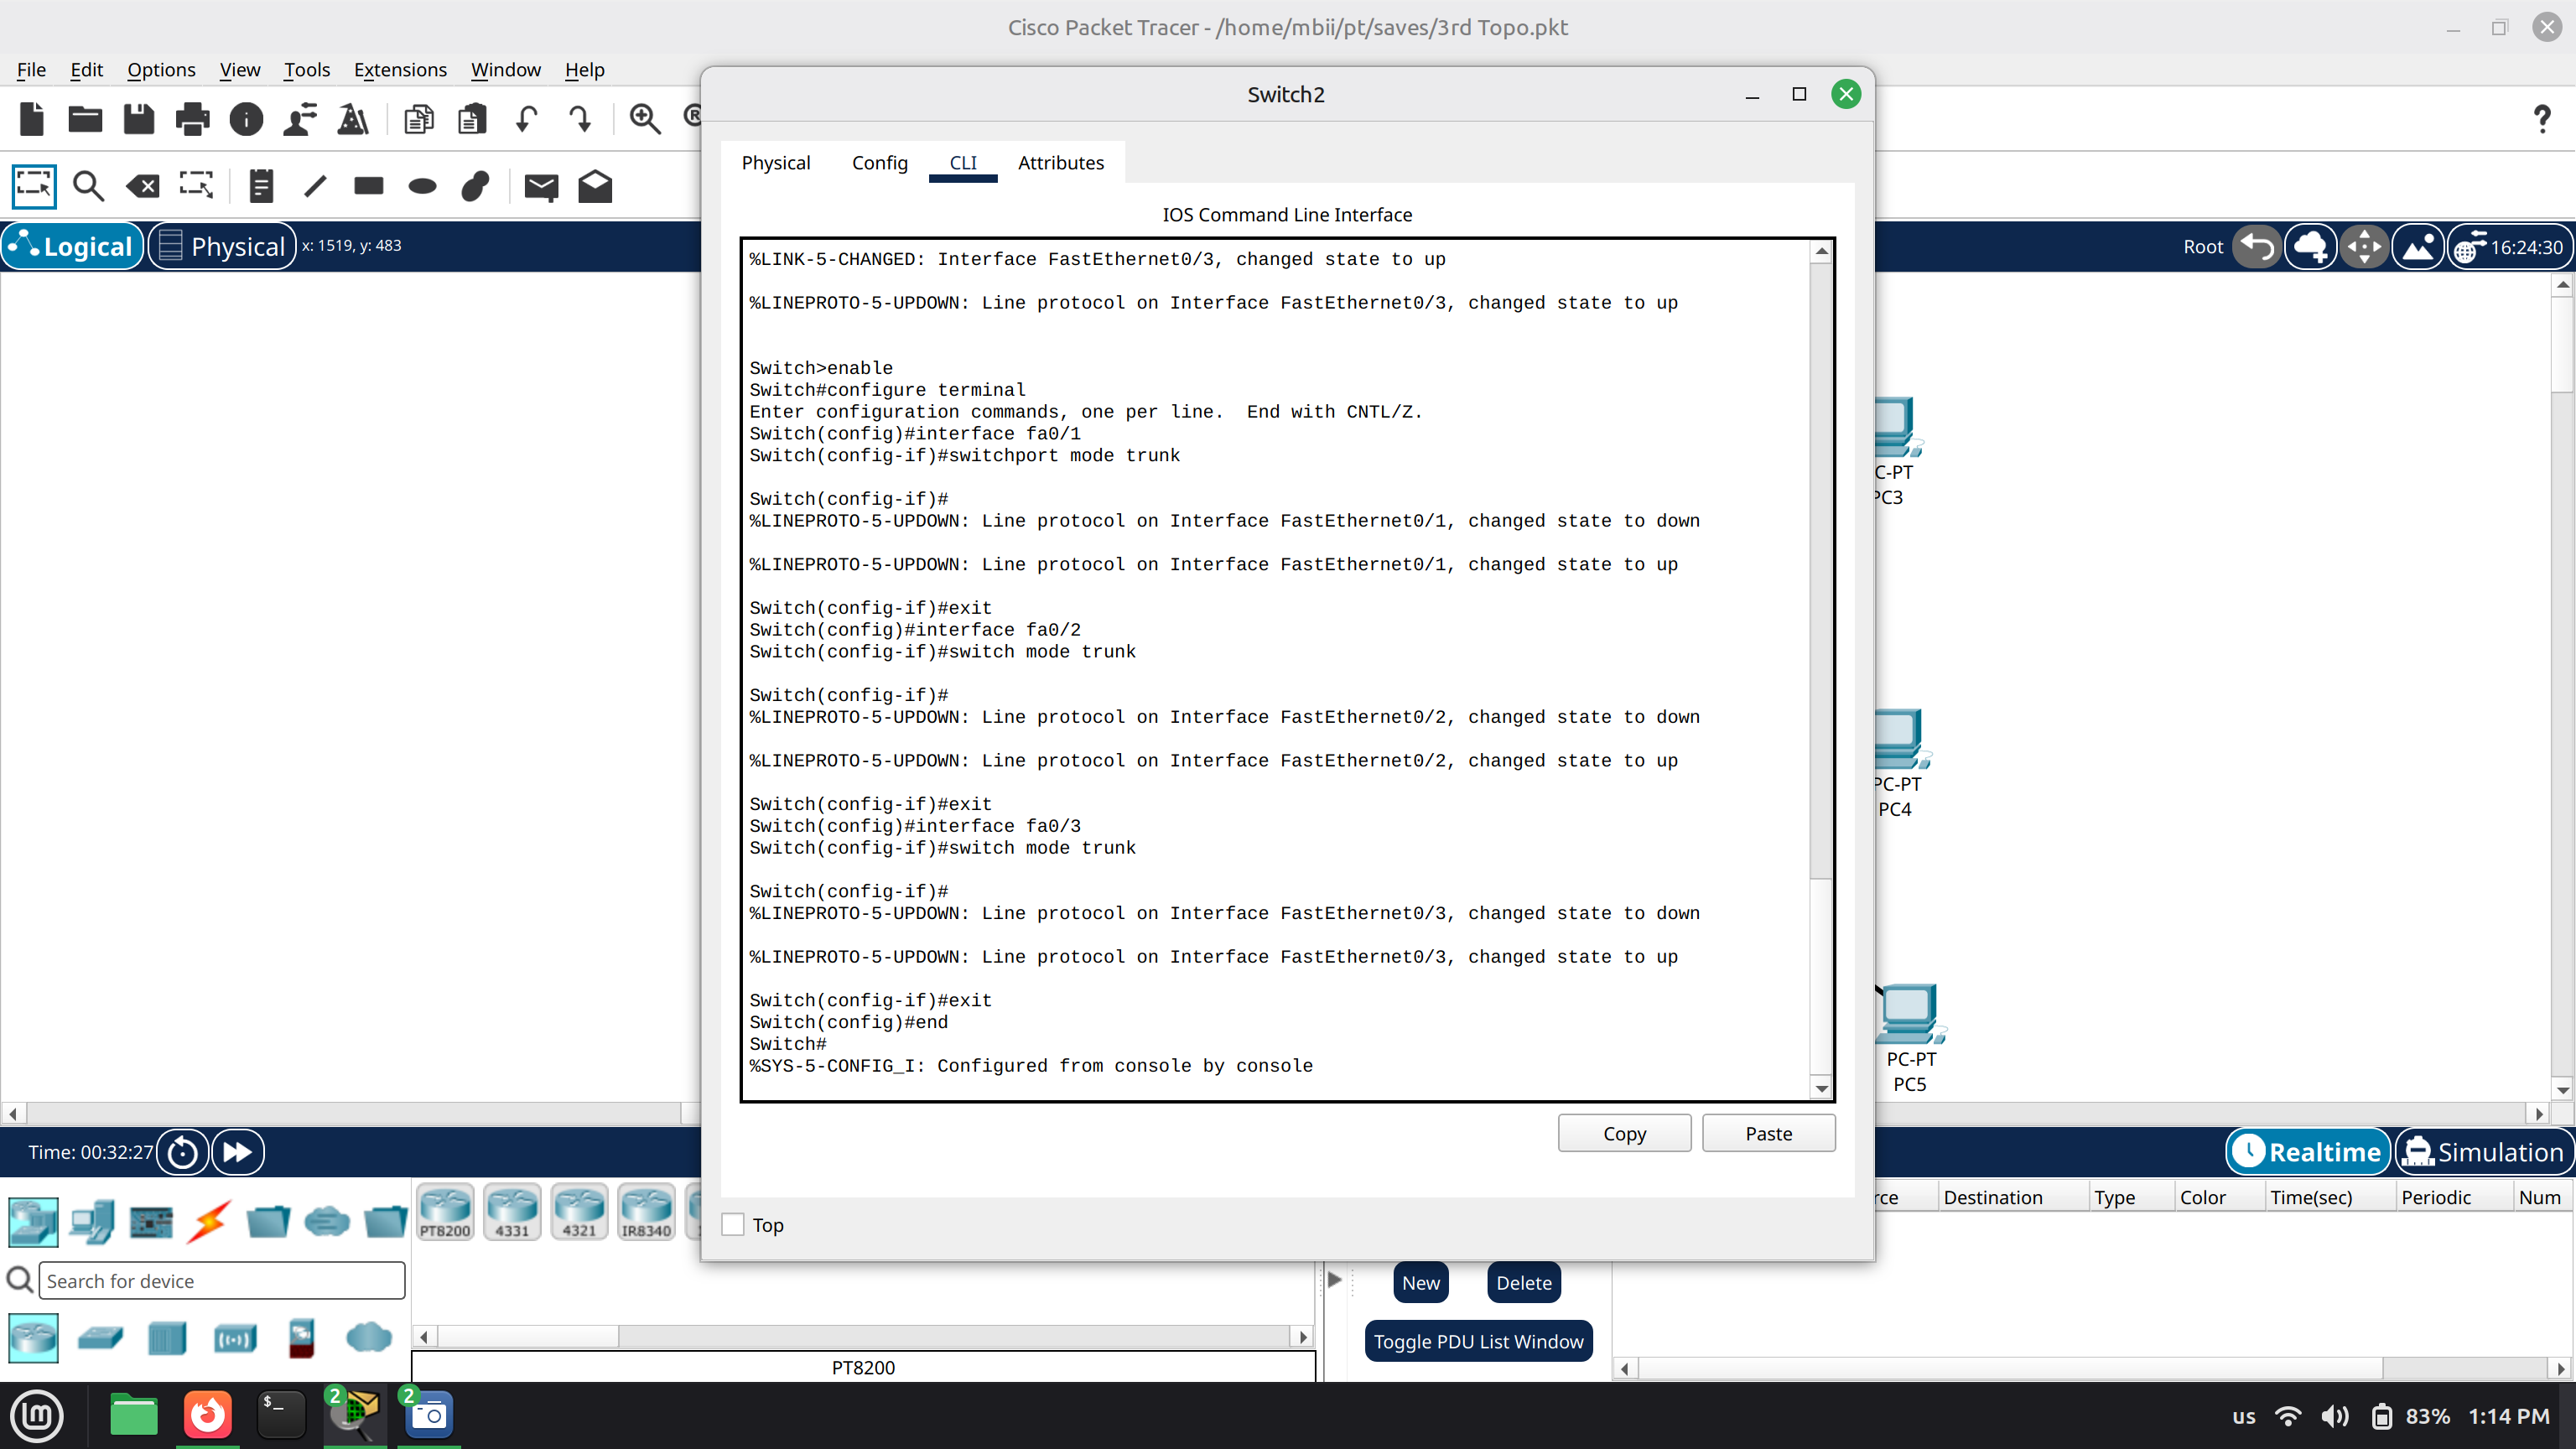 Cisco Packet Tracer - /home/mbii/pt/saves/3rd Topo.pkt
File Edit Options View Tools Extensions Window Help
Switch2
Physical Config CLI Attributes
IOS Command Line Interface
Logical Physical x: 1519, y: 483
Root 16:24:30
%LINK-5-CHANGED: Interface FastEthernet0/3, changed state to up
%LINEPROTO-5-UPDOWN: Line protocol on Interface FastEthernet0/3, changed state to up
Switch>enable
Switch#configure terminal
Enter configuration commands, one per line.  End with CNTL/Z.
Switch(config)#interface fa0/1
Switch(config-if)#switchport mode trunk
Switch(config-if)#
%LINEPROTO-5-UPDOWN: Line protocol on Interface FastEthernet0/1, changed state to down
%LINEPROTO-5-UPDOWN: Line protocol on Interface FastEthernet0/1, changed state to up
Switch(config-if)#exit
Switch(config)#interface fa0/2
Switch(config-if)#switch mode trunk
Switch(config-if)#
%LINEPROTO-5-UPDOWN: Line protocol on Interface FastEthernet0/2, changed state to down
%LINEPROTO-5-UPDOWN: Line protocol on Interface FastEthernet0/2, changed state to up
Switch(config-if)#exit
Switch(config)#interface fa0/3
Switch(config-if)#switch mode trunk
Switch(config-if)#
%LINEPROTO-5-UPDOWN: Line protocol on Interface FastEthernet0/3, changed state to down
%LINEPROTO-5-UPDOWN: Line protocol on Interface FastEthernet0/3, changed state to up
Switch(config-if)#exit
Switch(config)#end
Switch#
%SYS-5-CONFIG_I: Configured from console by console
C-PT
PC3
PC-PT
PC4
PC-PT
PC5
Copy Paste
Top
Time: 00:32:27
Realtime Simulation
rce Destination Type Color Time(sec) Periodic Num
PT8200 4331 4321 IR8340
Search for device
New Delete
Toggle PDU List Window
PT8200
$_ 2 2
us 83% 1:14 PM